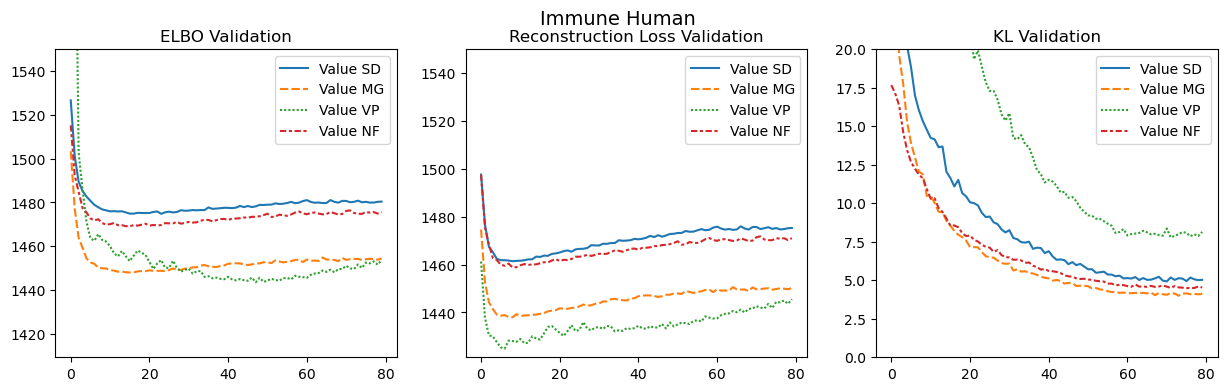 Immune Human
ELBO Validation
1540
1520
1500
1480
1460
1440
1420
0
20
40
60
80
Value SD
Value MG
Value VP
Value NF
Reconstruction Loss Validation
1540
1520
1500
1480
1460
1440
0
20
40
60
80
Value SD
Value MG
Value VP
Value NF
KL Validation
20.0
17.5
15.0
12.5
10.0
7.5
5.0
2.5
0.0
0
20
40
60
80
Value SD
Value MG
Value VP
Value NF